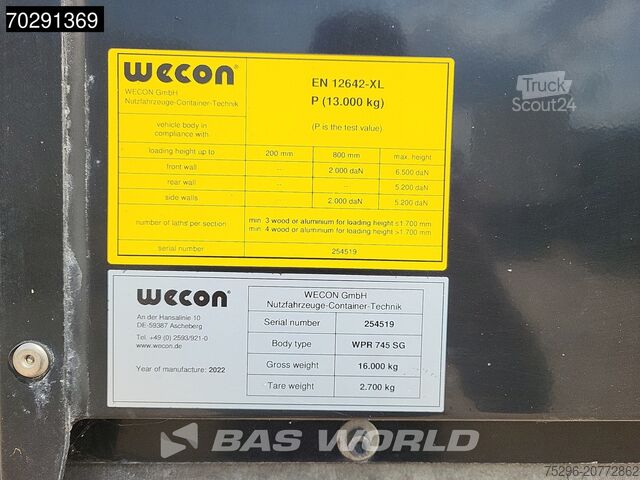 70291369
Truck
Scout24
wecon®
WECON GmbH
Nutzfahrzeuge-Container-Technik
EN 12642-XL
P (13.000 kg)
vehicle body in
compliance with
(P is the test value)
loading height up to 200 mm 800 mm max. height
front wall -- 2.000 daN 6.500 daN
rear wall -- -- 5.200 daN
side walls -- 2.000 daN 5.200 daN
number of laths per section min. 3 wood or aluminium for loading height ≤1.700 mm
min. 4 wood or aluminium for loading height >1.700 mm
serial number 254519
wecon®
An der Hansalinie 10
DE-59387 Ascheberg
Tel. +49 (0) 2593/921-0
www.wecon.de
Year of manufacture: 2022
WECON GmbH
Nutzfahrzeuge-Container-Technik
Serial number 254519
Body type WPR 745 SG
Gross weight 16.000 kg
Tare weight 2.700 kg
BAS WORLD
75296-20772862